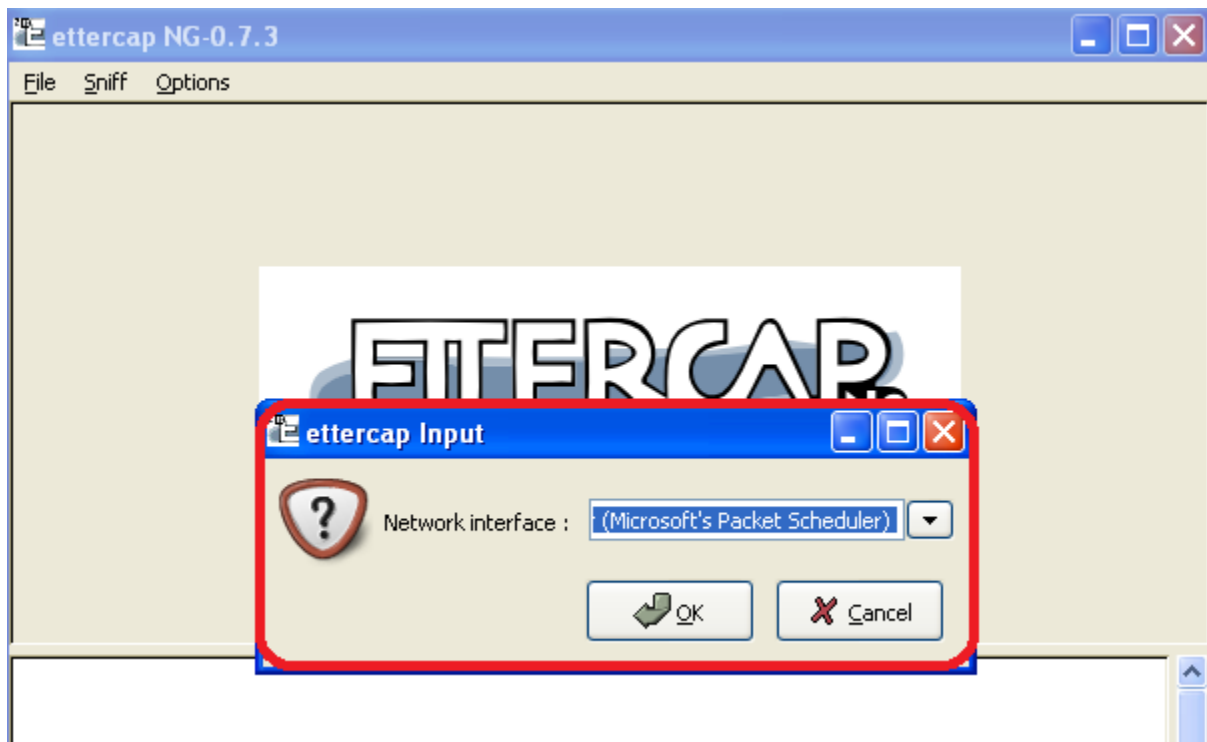 ettercap NG-0.7.3
File Sniff Options
ETTERCAP
ettercap Input
Network interface :
(Microsoft's Packet Scheduler)
OK Cancel